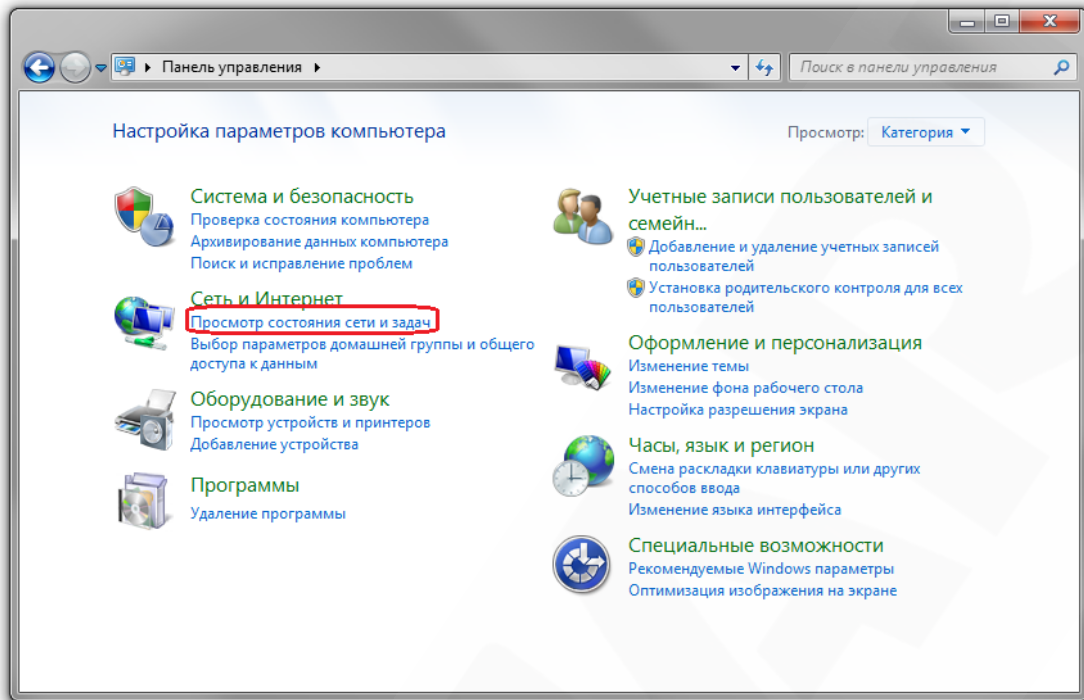 Панель управления
Поиск в панели управления
Настройка параметров компьютера
Просмотр: Категория
Система и безопасность
Проверка состояния компьютера
Архивирование данных компьютера
Поиск и исправление проблем
Сеть и Интернет
Просмотр состояния сети и задач
Выбор параметров домашней группы и общего
доступа к данным
Оборудование и звук
Просмотр устройств и принтеров
Добавление устройства
Программы
Удаление программы
Учетные записи пользователей и
семейн...
Добавление и удаление учетных записей
пользователей
Установка родительского контроля для всех
пользователей
Оформление и персонализация
Изменение темы
Изменение фона рабочего стола
Настройка разрешения экрана
Часы, язык и регион
Смена раскладки клавиатуры или других
способов ввода
Изменение языка интерфейса
Специальные возможности
Рекомендуемые Windows параметры
Оптимизация изображения на экране